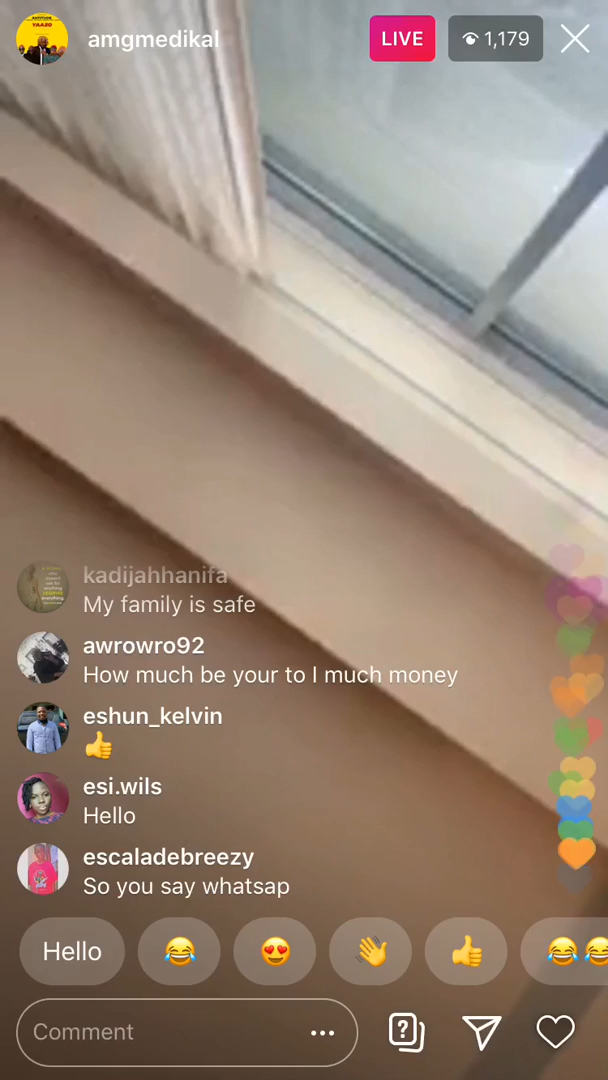 YAAZO
amgmedikal
LIVE
1,179
kadijahhanifa
My family is safe
awrowro92
How much be your to I much money
eshun_kelvin
👍
esi.wils
Hello
escaladebreezy
So you say whatsap
Hello 😂 😍 👋 👍 😂😂
Comment